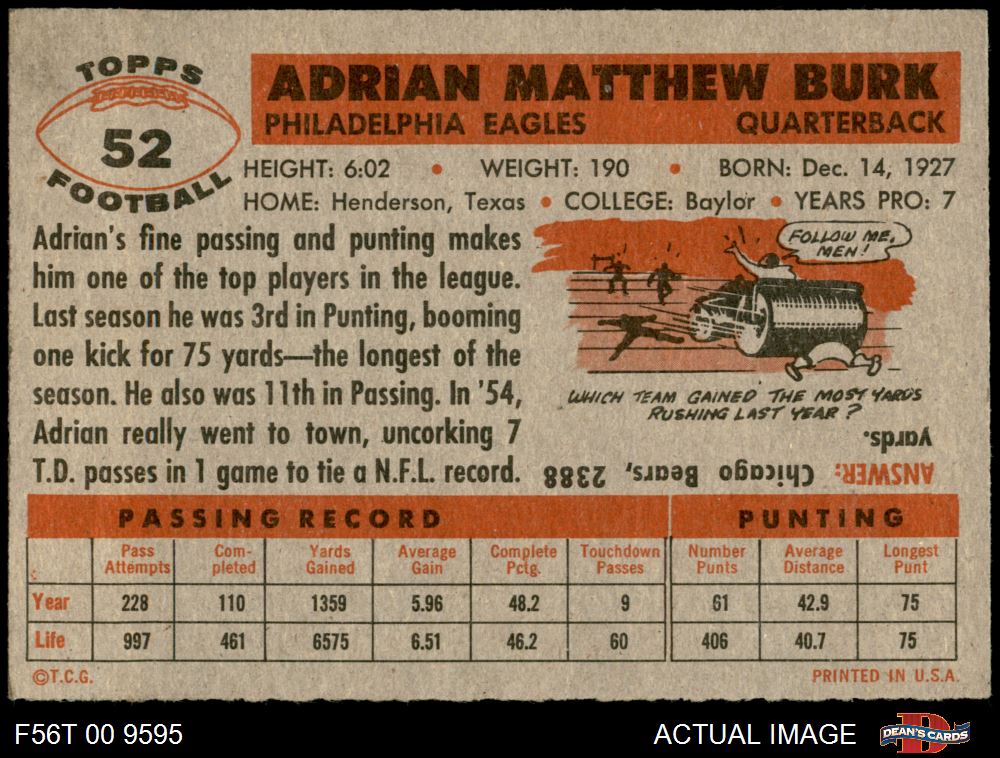 TOPPS
52
FOOTBALL
ADRIAN MATTHEW BURK
PHILADELPHIA EAGLES QUARTERBACK
HEIGHT: 6:02 • WEIGHT: 190 • BORN: Dec. 14, 1927
HOME: Henderson, Texas • COLLEGE: Baylor • YEARS PRO: 7
Adrian's fine passing and punting makes
him one of the top players in the league.
Last season he was 3rd in Punting, booming
one kick for 75 yards—the longest of the
season. He also was 11th in Passing. In '54,
Adrian really went to town, uncorking 7
T.D. passes in 1 game to tie a N.F.L. record.
FOLLOW ME,
MEN!
WHICH TEAM GAINED THE MOST YARDS
RUSHING LAST YEAR?
ANSWER: Chicago Bears, 2388
yards.
PASSING RECORD PUNTING
Pass Attempts Com-pleted Yards Gained Average Gain Complete Pctg. Touchdown Passes Number Punts Average Distance Longest Punt
Year 228 110 1359 5.96 48.2 9 61 42.9 75
Life 997 461 6575 6.51 46.2 60 406 40.7 75
©T.C.G. PRINTED IN U.S.A.
F56T 00 9595 ACTUAL IMAGE D DEAN'S CARDS